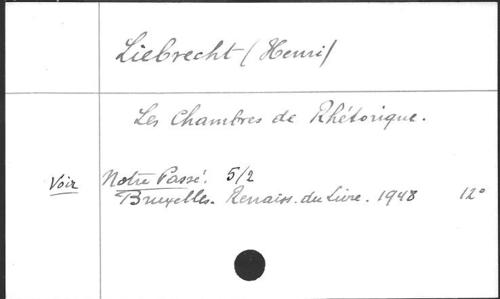 Liebrecht (Henri)
Les Chambres de Rhétorique.
Voir Notre Passé. 5/2
Bruxelles. Renaiss. du Livre. 1948 12°